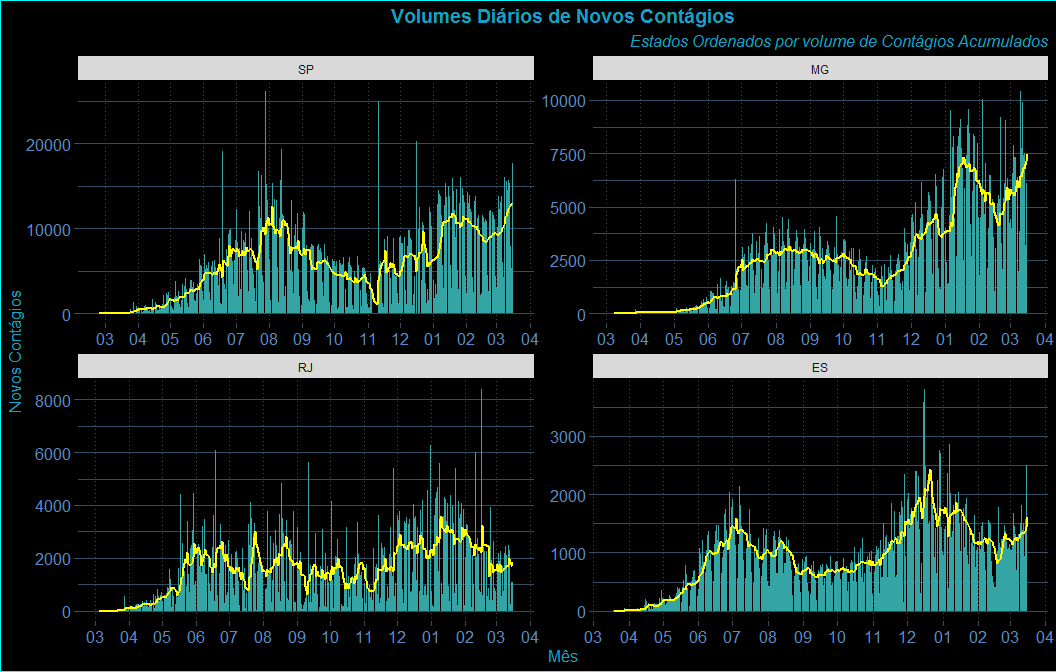 Volumes Diários de Novos Contágios
Estados Ordenados por volume de Contágios Acumulados
SP
MG
20000
10000
0
10000
7500
5000
2500
0
03 04 05 06 07 08 09 10 11 12 01 02 03 04
03 04 05 06 07 08 09 10 11 12 01 02 03 04
Novos Contágios
RJ
ES
8000
6000
4000
2000
0
3000
2000
1000
0
03 04 05 06 07 08 09 10 11 12 01 02 03 04
03 04 05 06 07 08 09 10 11 12 01 02 03 04
Mês